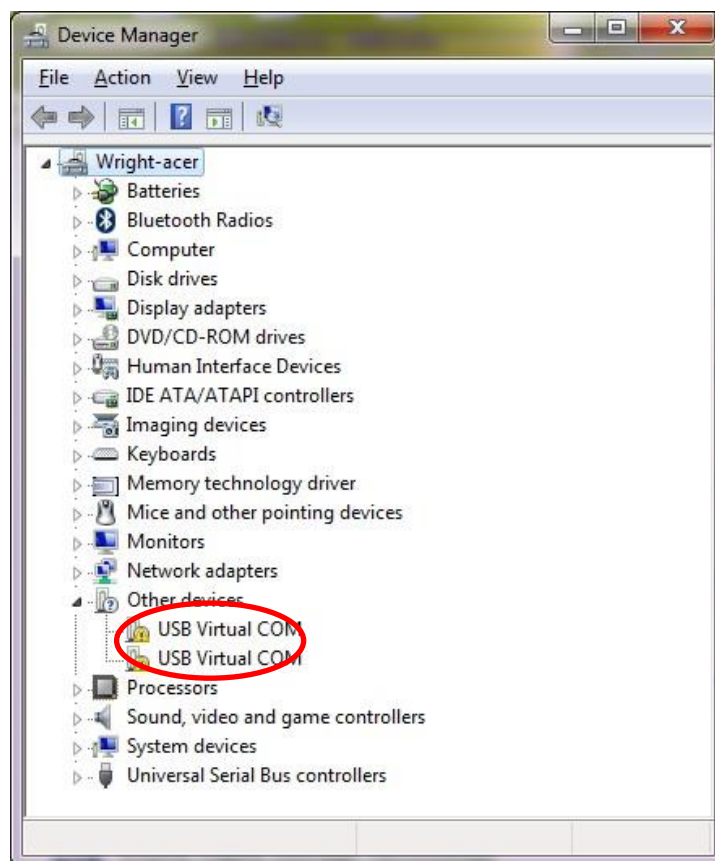 Device Manager
File Action View Help
Wright-acer
Batteries
Bluetooth Radios
Computer
Disk drives
Display adapters
DVD/CD-ROM drives
Human Interface Devices
IDE ATA/ATAPI controllers
Imaging devices
Keyboards
Memory technology driver
Mice and other pointing devices
Monitors
Network adapters
Other devices
USB Virtual COM
USB Virtual COM
Processors
Sound, video and game controllers
System devices
Universal Serial Bus controllers